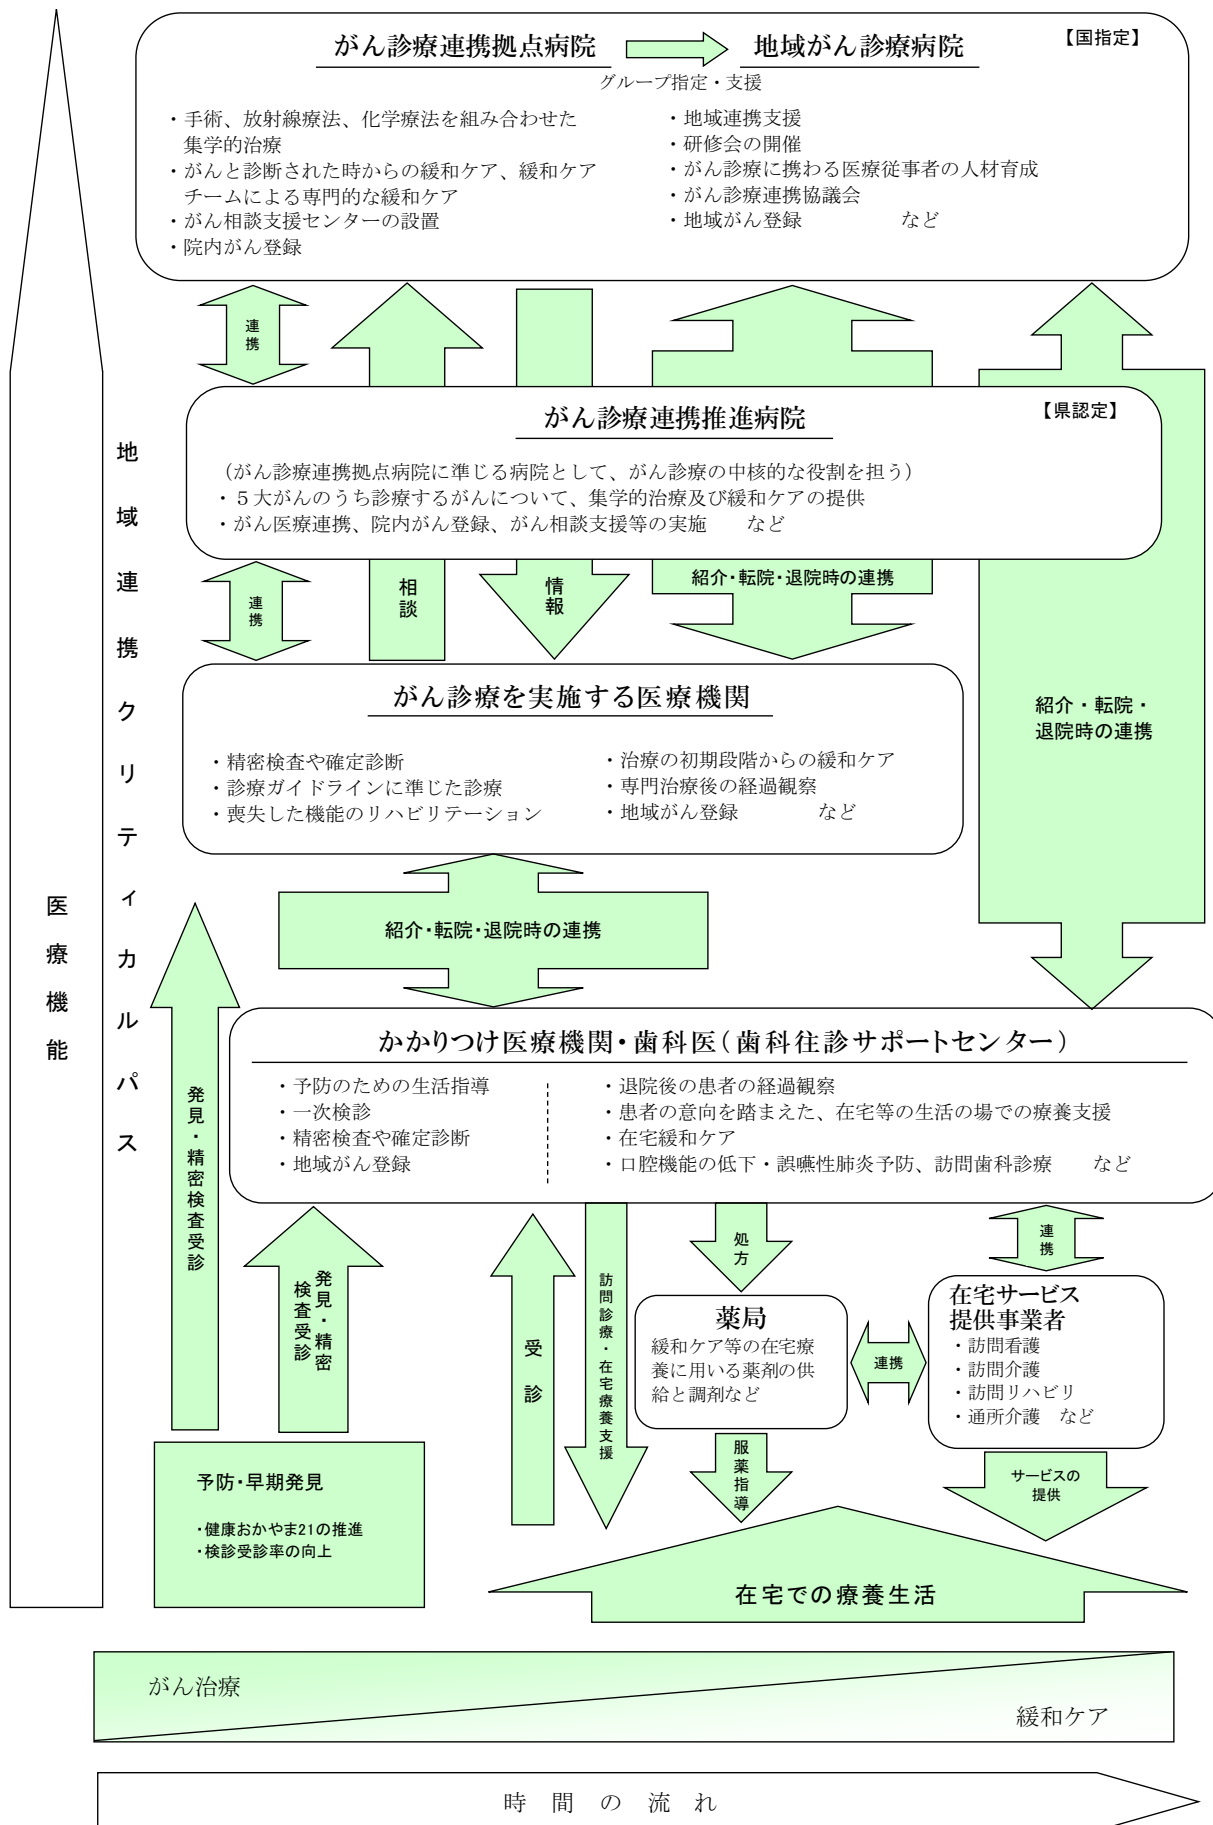 がん診療連携拠点病院
地域がん診療病院
【国指定】
グループ指定・支援
・手術、放射線療法、化学療法を組み合わせた
集学的治療
・がんと診断された時からの緩和ケア、緩和ケア
チームによる専門的な緩和ケア
・がん相談支援センターの設置
・院内がん登録
・地域連携支援
・研修会の開催
・がん診療に携わる医療従事者の人材育成
・がん診療連携協議会
・地域がん登録　　　　　など
連携
がん診療連携推進病院
【県認定】
（がん診療連携拠点病院に準じる病院として、がん診療の中核的な役割を担う）
・５大がんのうち診療するがんについて、集学的治療及び緩和ケアの提供
・がん医療連携、院内がん登録、がん相談支援等の実施　　など
連携
相談
情報
紹介・転院・退院時の連携
紹介・転院・
退院時の連携
がん診療を実施する医療機関
・精密検査や確定診断
・診療ガイドラインに準じた診療
・喪失した機能のリハビリテーション
・治療の初期段階からの緩和ケア
・専門治療後の経過観察
・地域がん登録　　　　など
紹介・転院・退院時の連携
地域連携クリティカルパス
医療機能
かかりつけ医療機関・歯科医（歯科往診サポートセンター）
・予防のための生活指導
・一次検診
・精密検査や確定診断
・地域がん登録
・退院後の患者の経過観察
・患者の意向を踏まえた、在宅等の生活の場での療養支援
・在宅緩和ケア
・口腔機能の低下・誤嚥性肺炎予防、訪問歯科診療　　など
発見・精密検査受診
発見・精密
検査受診
受診
訪問診療・在宅療養支援
処方
連携
薬局
緩和ケア等の在宅療
養に用いる薬剤の供
給と調剤など
連携
在宅サービス
提供事業者
・訪問看護
・訪問介護
・訪問リハビリ
・通所介護　など
服薬指導
サービスの
提供
予防・早期発見
・健康おかやま21の推進
・検診受診率の向上
在宅での療養生活
がん治療
緩和ケア
時間の流れ